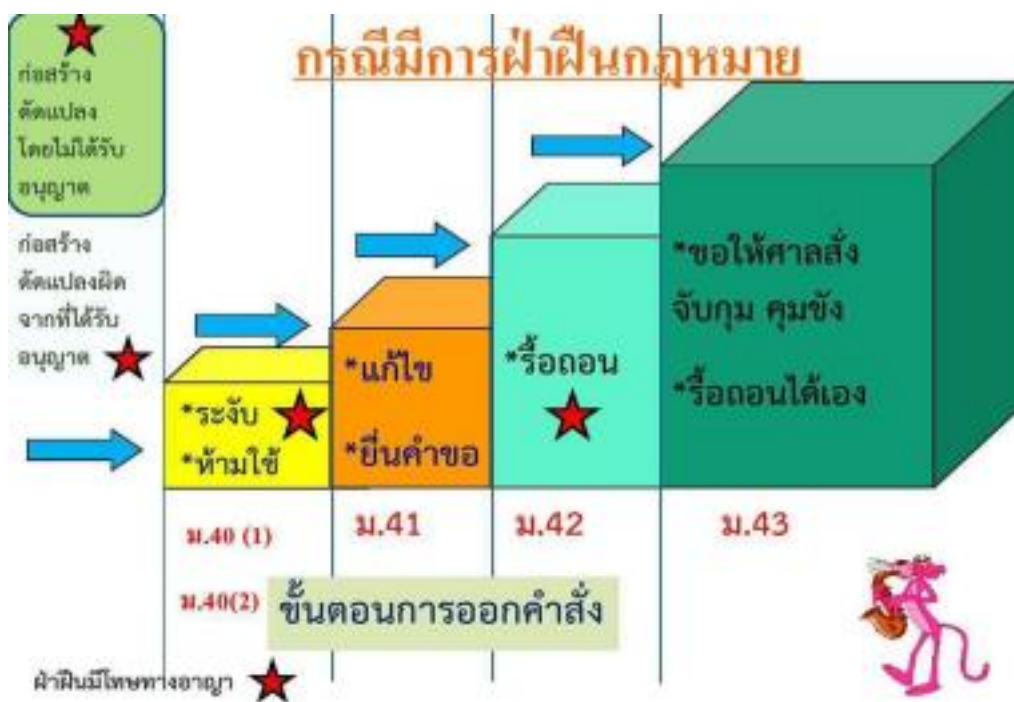 กรณีมีการฝ่าฝืนกฎหมาย
ก่อสร้าง
ดัดแปลง
โดยไม่ได้รับ
อนุญาต
ก่อสร้าง
ดัดแปลงผิด
จากที่ได้รับ
อนุญาต
*ระงับ
*ห้ามใช้
*แก้ไข
*ยื่นคำขอ
*รื้อถอน
*ขอให้ศาลสั่ง
จับกุม คุมขัง
*รื้อถอนได้เอง
ม.40 (1)
ม.40(2)
ม.41
ม.42
ม.43
ขั้นตอนการออกคำสั่ง
ฝ่าฝืนมีโทษทางอาญา